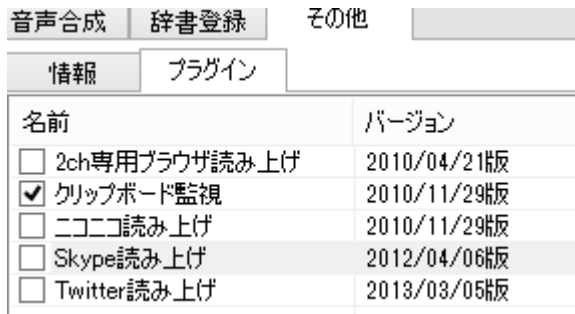 音声合成 辞書登録 その他
情報 プラグイン
名前 バージョン
2ch専用ブラウザ読み上げ 2010/04/21版
クリップボード監視 2010/11/29版
ニコニコ読み上げ 2010/11/29版
Skype読み上げ 2012/04/06版
Twitter読み上げ 2013/03/05版